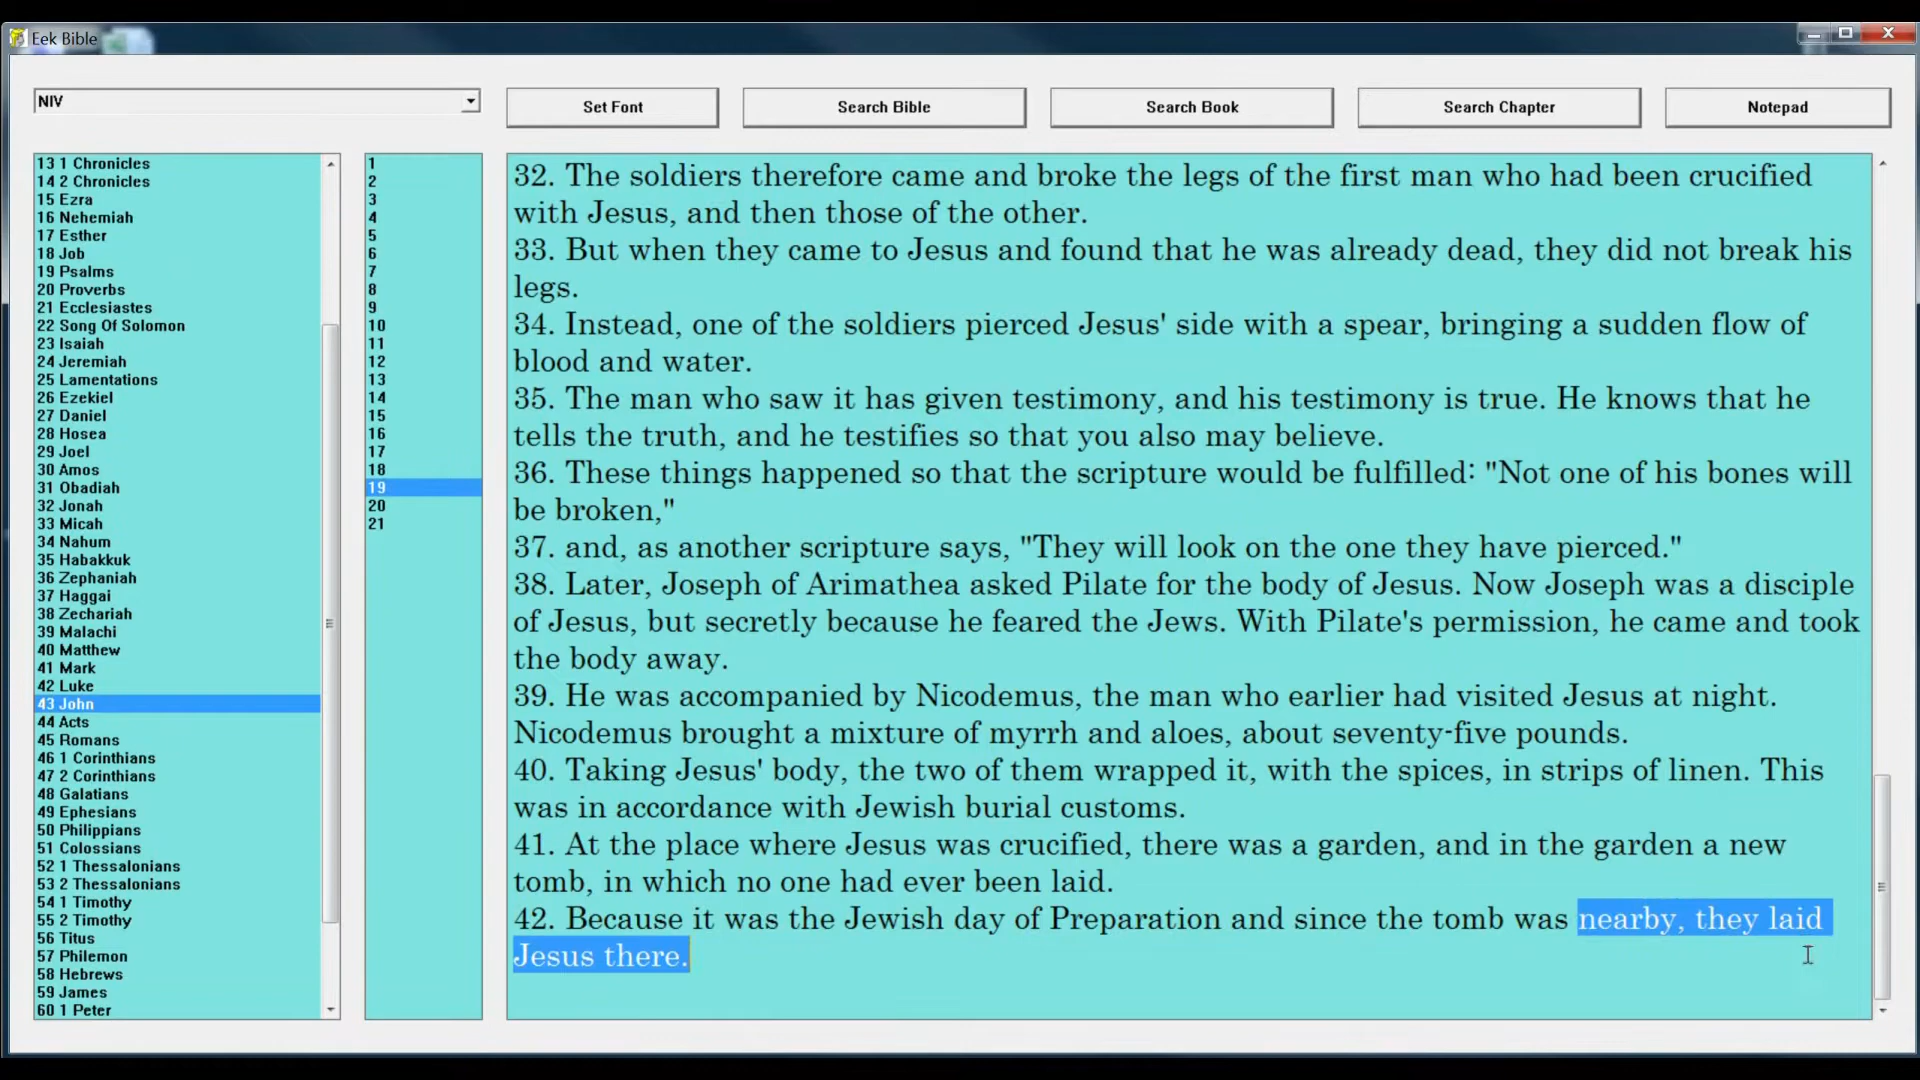 Eek Bible
NIV
Set Font
Search Bible
Search Book
Search Chapter
Notepad
13 1 Chronicles
14 2 Chronicles
15 Ezra
16 Nehemiah
17 Esther
18 Job
19 Psalms
20 Proverbs
21 Ecclesiastes
22 Song Of Solomon
23 Isaiah
24 Jeremiah
25 Lamentations
26 Ezekiel
27 Daniel
28 Hosea
29 Joel
30 Amos
31 Obadiah
32 Jonah
33 Micah
34 Nahum
35 Habakkuk
36 Zephaniah
37 Haggai
38 Zechariah
39 Malachi
40 Matthew
41 Mark
42 Luke
43 John
44 Acts
45 Romans
46 1 Corinthians
47 2 Corinthians
48 Galatians
49 Ephesians
50 Philippians
51 Colossians
52 1 Thessalonians
53 2 Thessalonians
54 1 Timothy
55 2 Timothy
56 Titus
57 Philemon
58 Hebrews
59 James
60 1 Peter
1
2
3
4
5
6
7
8
9
10
11
12
13
14
15
16
17
18
19
20
21
32. The soldiers therefore came and broke the legs of the first man who had been crucified
with Jesus, and then those of the other.
33. But when they came to Jesus and found that he was already dead, they did not break his
legs.
34. Instead, one of the soldiers pierced Jesus' side with a spear, bringing a sudden flow of
blood and water.
35. The man who saw it has given testimony, and his testimony is true. He knows that he
tells the truth, and he testifies so that you also may believe.
36. These things happened so that the scripture would be fulfilled: "Not one of his bones will
be broken,"
37. and, as another scripture says, "They will look on the one they have pierced."
38. Later, Joseph of Arimathea asked Pilate for the body of Jesus. Now Joseph was a disciple
of Jesus, but secretly because he feared the Jews. With Pilate's permission, he came and took
the body away.
39. He was accompanied by Nicodemus, the man who earlier had visited Jesus at night.
Nicodemus brought a mixture of myrrh and aloes, about seventy-five pounds.
40. Taking Jesus' body, the two of them wrapped it, with the spices, in strips of linen. This
was in accordance with Jewish burial customs.
41. At the place where Jesus was crucified, there was a garden, and in the garden a new
tomb, in which no one had ever been laid.
42. Because it was the Jewish day of Preparation and since the tomb was nearby, they laid
Jesus there.